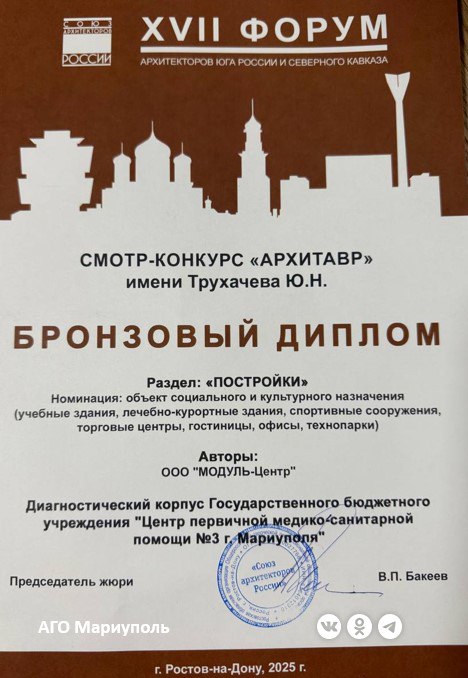 СОЮЗ
АРХИТЕКТОРОВ
РОССИИ
XVII ФОРУМ
АРХИТЕКТОРОВ ЮГА РОССИИ И СЕВЕРНОГО КАВКАЗА
СМОТР-КОНКУРС «АРХИТАВР»
имени Трухачева Ю.Н.
БРОНЗОВЫЙ ДИПЛОМ
Раздел: «ПОСТРОЙКИ»
Номинация: объект социального и культурного назначения
(учебные здания, лечебно-курортные здания, спортивные сооружения,
торговые центры, гостиницы, офисы, технопарки)
Авторы:
ООО "МОДУЛЬ-Центр"
Диагностический корпус Государственного бюджетного
учреждения "Центр первичной медико-санитарной
помощи №3 г. Мариуполя"
Председатель жюри
В.П. Бакеев
«Союз
архитекторов
России»
АГО Мариуполь
г. Ростов-на-Дону, 2025 г.